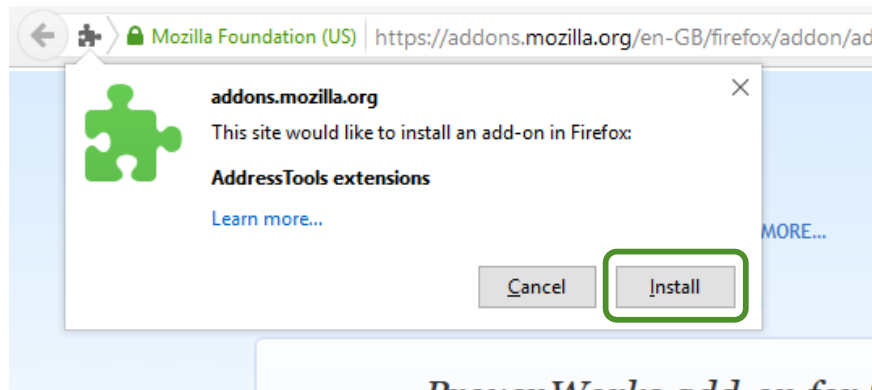 Mozilla Foundation (US) https://addons.mozilla.org/en-GB/firefox/addon/ad
addons.mozilla.org
This site would like to install an add-on in Firefox:
AddressTools extensions
Learn more...
MORE...
Cancel Install